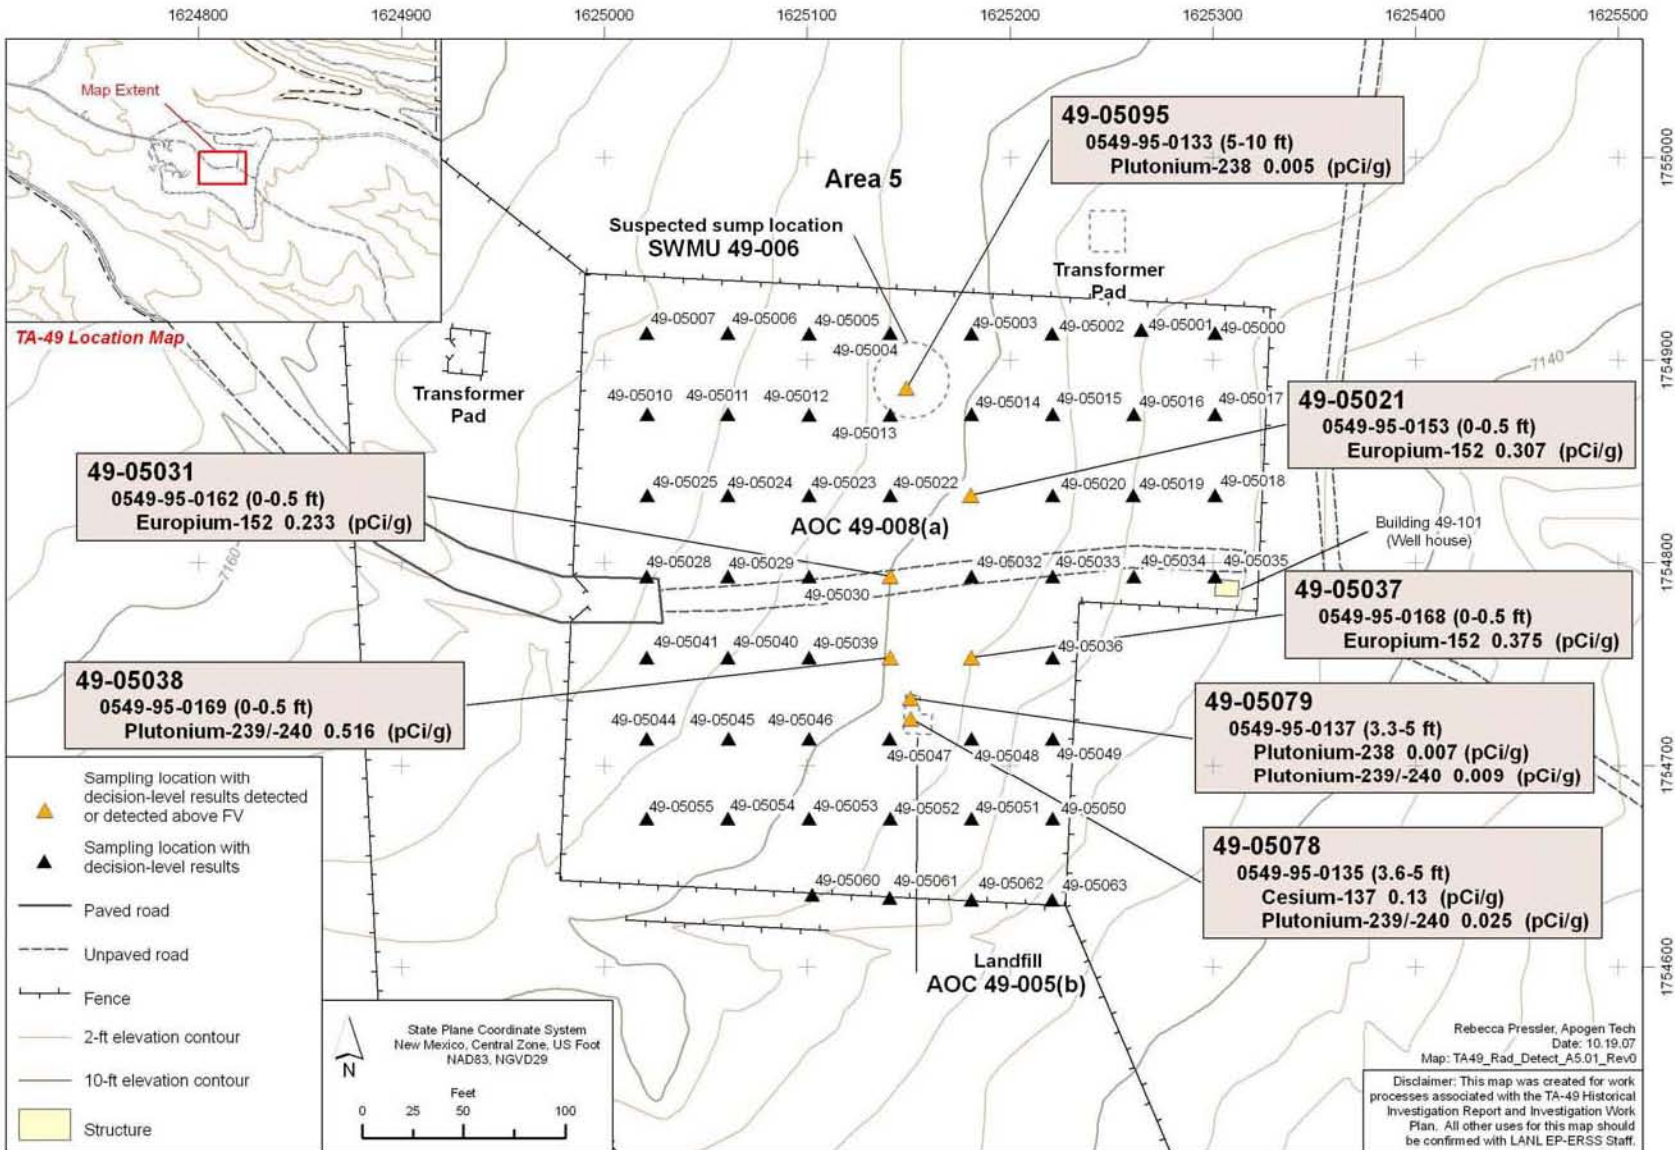 1624800
1624900
1625000
1625100
1625200
1625300
1625400
1625500
Map Extent
TA-49 Location Map
1755000
1754900
1754800
1754700
1754600
49-05095
0549-95-0133 (5-10 ft)
Plutonium-238 0.005 (pCi/g)
Area 5
Suspected sump location
SWMU 49-006
Transformer
Pad
Transformer
Pad
49-05007
49-05006
49-05005
49-05004
49-05003
49-05002
49-05001
49-05000
7140
49-05010
49-05011
49-05012
49-05013
49-05014
49-05015
49-05016
49-05017
49-05021
0549-95-0153 (0-0.5 ft)
Europium-152 0.307 (pCi/g)
49-05031
0549-95-0162 (0-0.5 ft)
Europium-152 0.233 (pCi/g)
49-05025
49-05024
49-05023
49-05022
49-05020
49-05019
49-05018
AOC 49-008(a)
Building 49-101
(Well house)
7160
49-05028
49-05029
49-05030
49-05032
49-05033
49-05034
49-05035
49-05037
0549-95-0168 (0-0.5 ft)
Europium-152 0.375 (pCi/g)
49-05041
49-05040
49-05039
49-05036
49-05038
0549-95-0169 (0-0.5 ft)
Plutonium-239/-240 0.516 (pCi/g)
49-05079
0549-95-0137 (3.3-5 ft)
Plutonium-238 0.007 (pCi/g)
Plutonium-239/-240 0.009 (pCi/g)
49-05044
49-05045
49-05046
49-05047
49-05048
49-05049
49-05055
49-05054
49-05053
49-05052
49-05051
49-05050
49-05078
0549-95-0135 (3.6-5 ft)
Cesium-137 0.13 (pCi/g)
Plutonium-239/-240 0.025 (pCi/g)
49-05060
49-05061
49-05062
49-05063
Landfill
AOC 49-005(b)
Sampling location with
decision-level results detected
or detected above FV
Sampling location with
decision-level results
Paved road
Unpaved road
Fence
2-ft elevation contour
10-ft elevation contour
Structure
N
State Plane Coordinate System
New Mexico, Central Zone, US Foot
NAD83, NGVD29
Feet
0 25 50 100
Rebecca Pressler, Apogen Tech
Date: 10.19.07
Map: TA49_Rad_Detect_A5.01_Rev0
Disclaimer: This map was created for work
processes associated with the TA-49 Historical
Investigation Report and Investigation Work
Plan. All other uses for this map should
be confirmed with LANL EP-ERSS Staff.